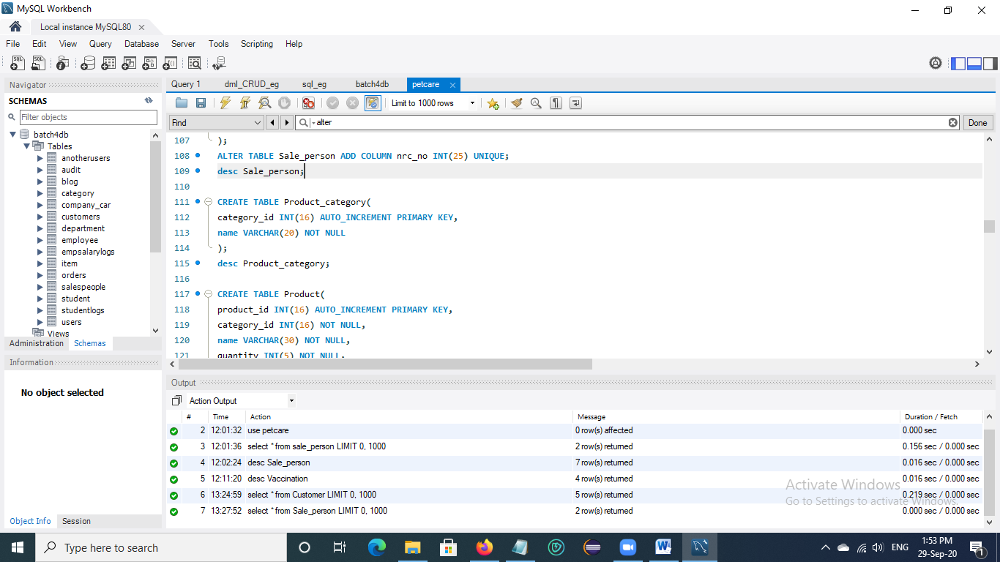 MySQL Workbench
Local instance MySQL80
File Edit View Query Database Server Tools Scripting Help
Navigator
SCHEMAS
Filter objects
batch4db
Tables
anotherusers
audit
blog
category
company_car
customers
department
employee
empsalarylogs
item
orders
salespeople
student
studentlogs
users
Views
Administration Schemas
Information
No object selected
Object Info Session
Query 1 dml_CRUD_eg sql_eg batch4db petcare
Limit to 1000 rows
Find alter Done
107 );
108 ALTER TABLE Sale_person ADD COLUMN nrc_no INT(25) UNIQUE;
109 desc Sale_person;
110
111 CREATE TABLE Product_category(
112 category_id INT(16) AUTO_INCREMENT PRIMARY KEY,
113 name VARCHAR(20) NOT NULL
114 );
115 desc Product_category;
116
117 CREATE TABLE Product(
118 product_id INT(16) AUTO_INCREMENT PRIMARY KEY,
119 category_id INT(16) NOT NULL,
120 name VARCHAR(30) NOT NULL,
121 quantity INT(5) NOT NULL,
Output
Action Output
# Time Action Message Duration / Fetch
2 12:01:32 use petcare 0 row(s) affected 0.000 sec
3 12:01:36 select * from sale_person LIMIT 0, 1000 2 row(s) returned 0.156 sec / 0.000 sec
4 12:02:24 desc Sale_person 7 row(s) returned 0.016 sec / 0.000 sec
5 12:11:20 desc Vaccination 4 row(s) returned 0.016 sec / 0.000 sec
6 13:24:59 select * from Customer LIMIT 0, 1000 5 row(s) returned 0.219 sec / 0.000 sec
7 13:27:52 select * from Sale_person LIMIT 0, 1000 2 row(s) returned 0.000 sec / 0.000 sec
Activate Windows
Go to Settings to activate Windows.
Type here to search
ENG
1:53 PM
29-Sep-20
1